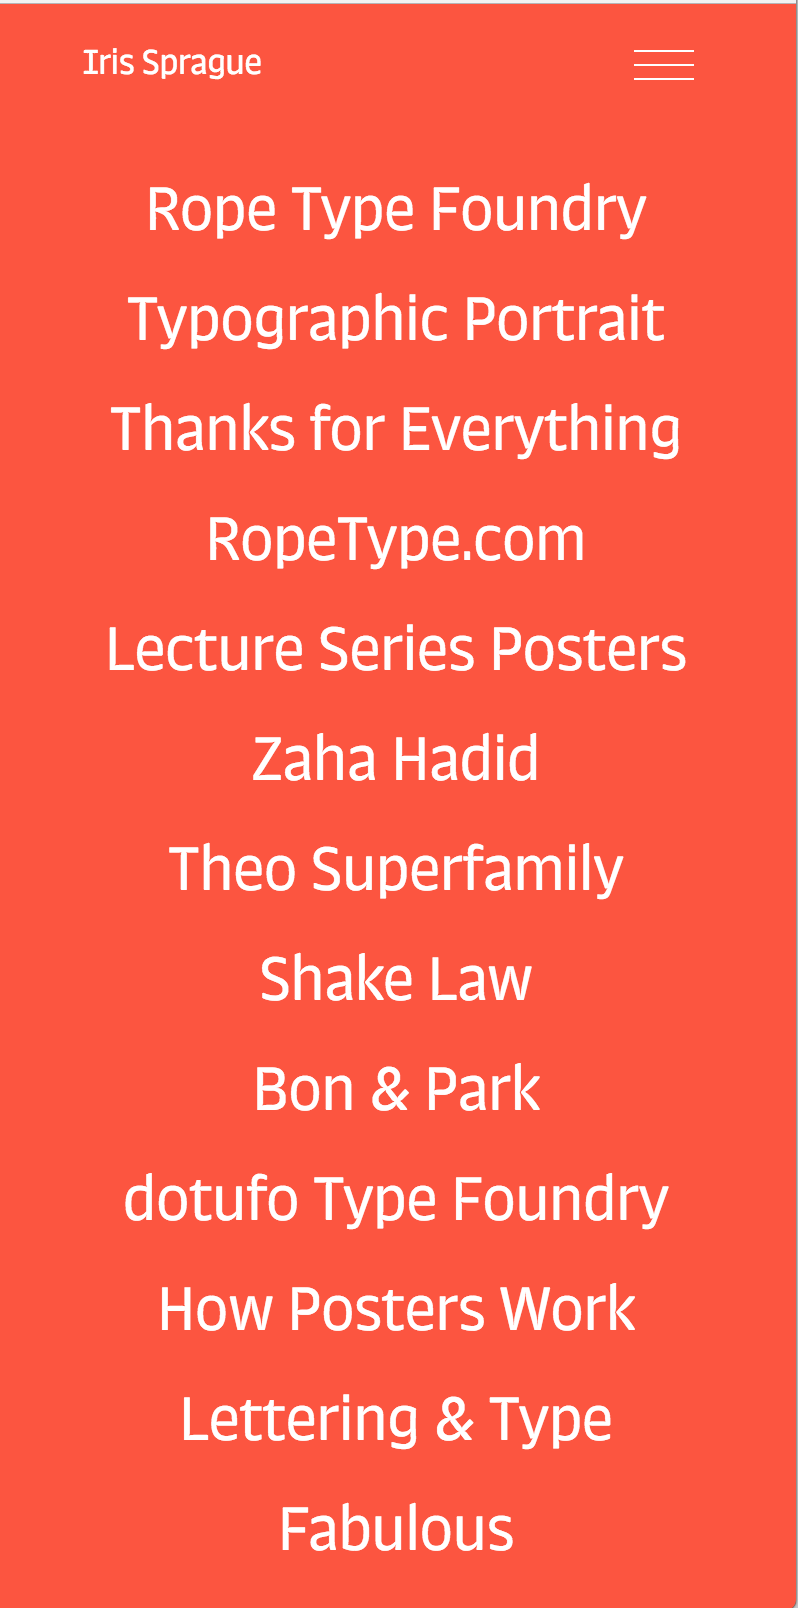 Iris Sprague
Rope Type Foundry
Typographic Portrait
Thanks for Everything
RopeType.com
Lecture Series Posters
Zaha Hadid
Theo Superfamily
Shake Law
Bon & Park
dotufo Type Foundry
How Posters Work
Lettering & Type
Fabulous